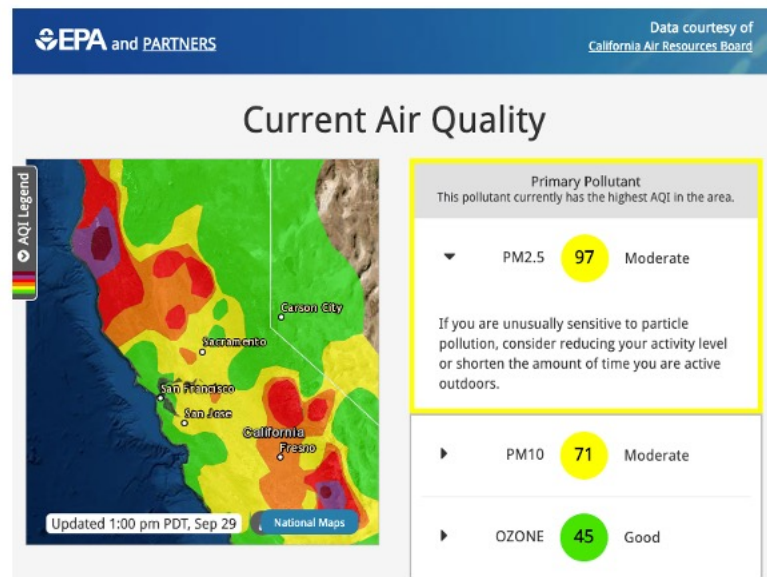 EPA and PARTNERS
Data courtesy of
California Air Resources Board
Current Air Quality
AQI Legend
Carson City
Sacramento
San Francisco
San Jose
California
Fresno
Updated 1:00 pm PDT, Sep 29
National Maps
Primary Pollutant
This pollutant currently has the highest AQI in the area.
PM2.5 97 Moderate
If you are unusually sensitive to particle
pollution, consider reducing your activity level
or shorten the amount of time you are active
outdoors.
PM10 71 Moderate
OZONE 45 Good